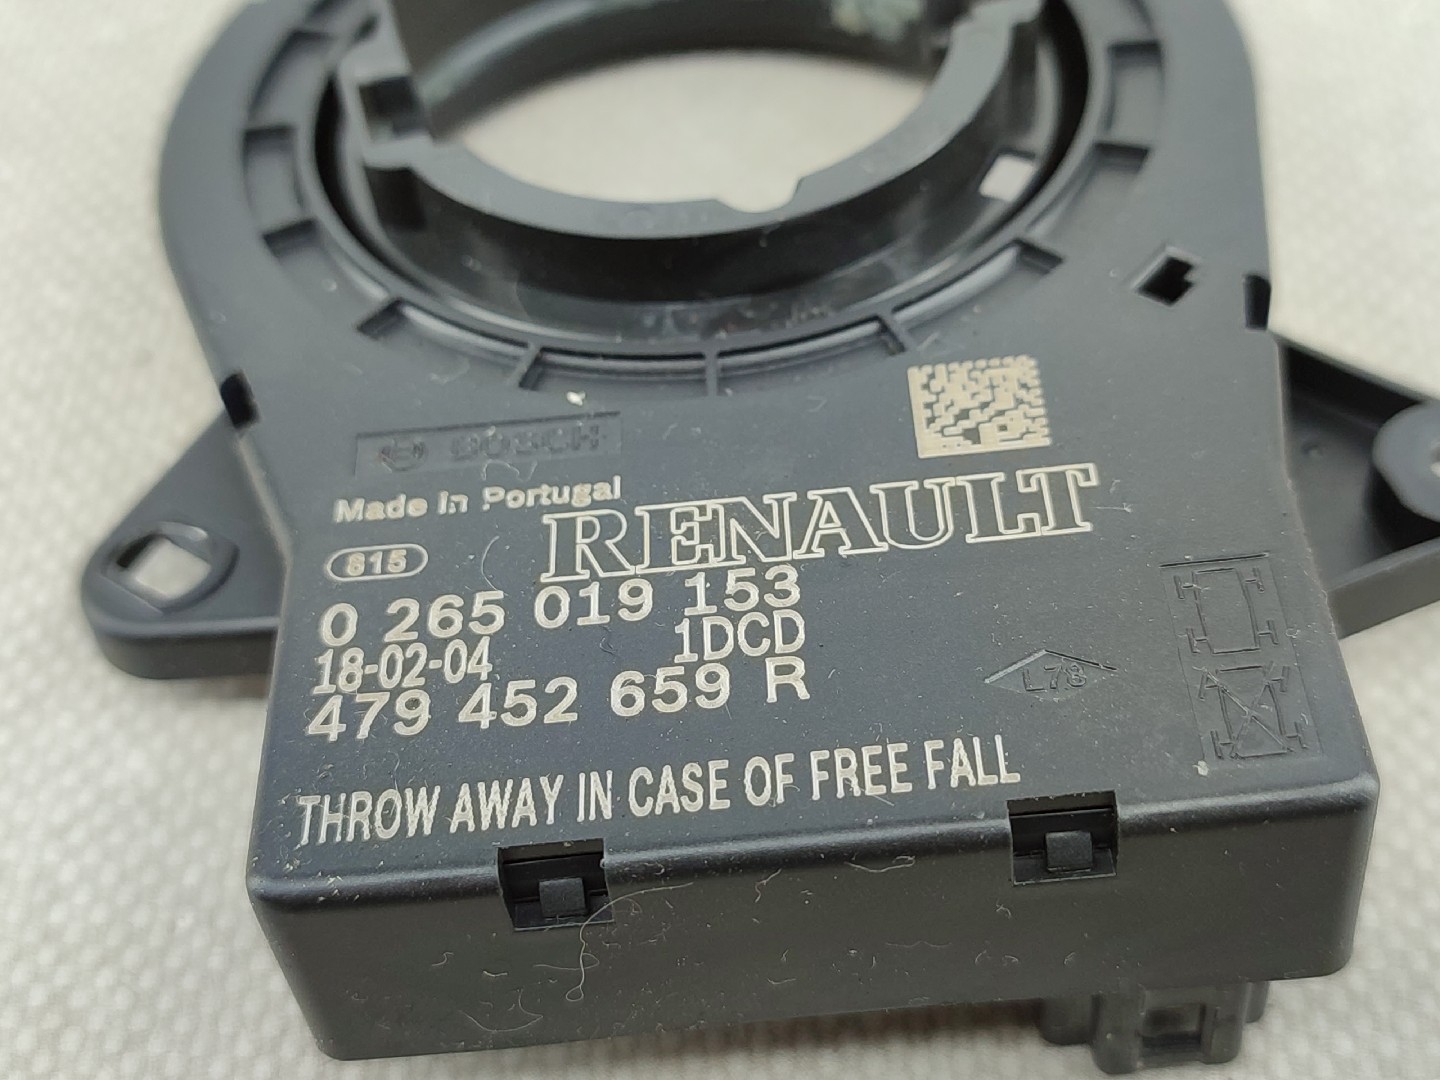 BOSCH
Made in Portugal
RENAULT
815
0 265 019 153
18-02-04 1DCD
479 452 659 R
L78
THROW AWAY IN CASE OF FREE FALL